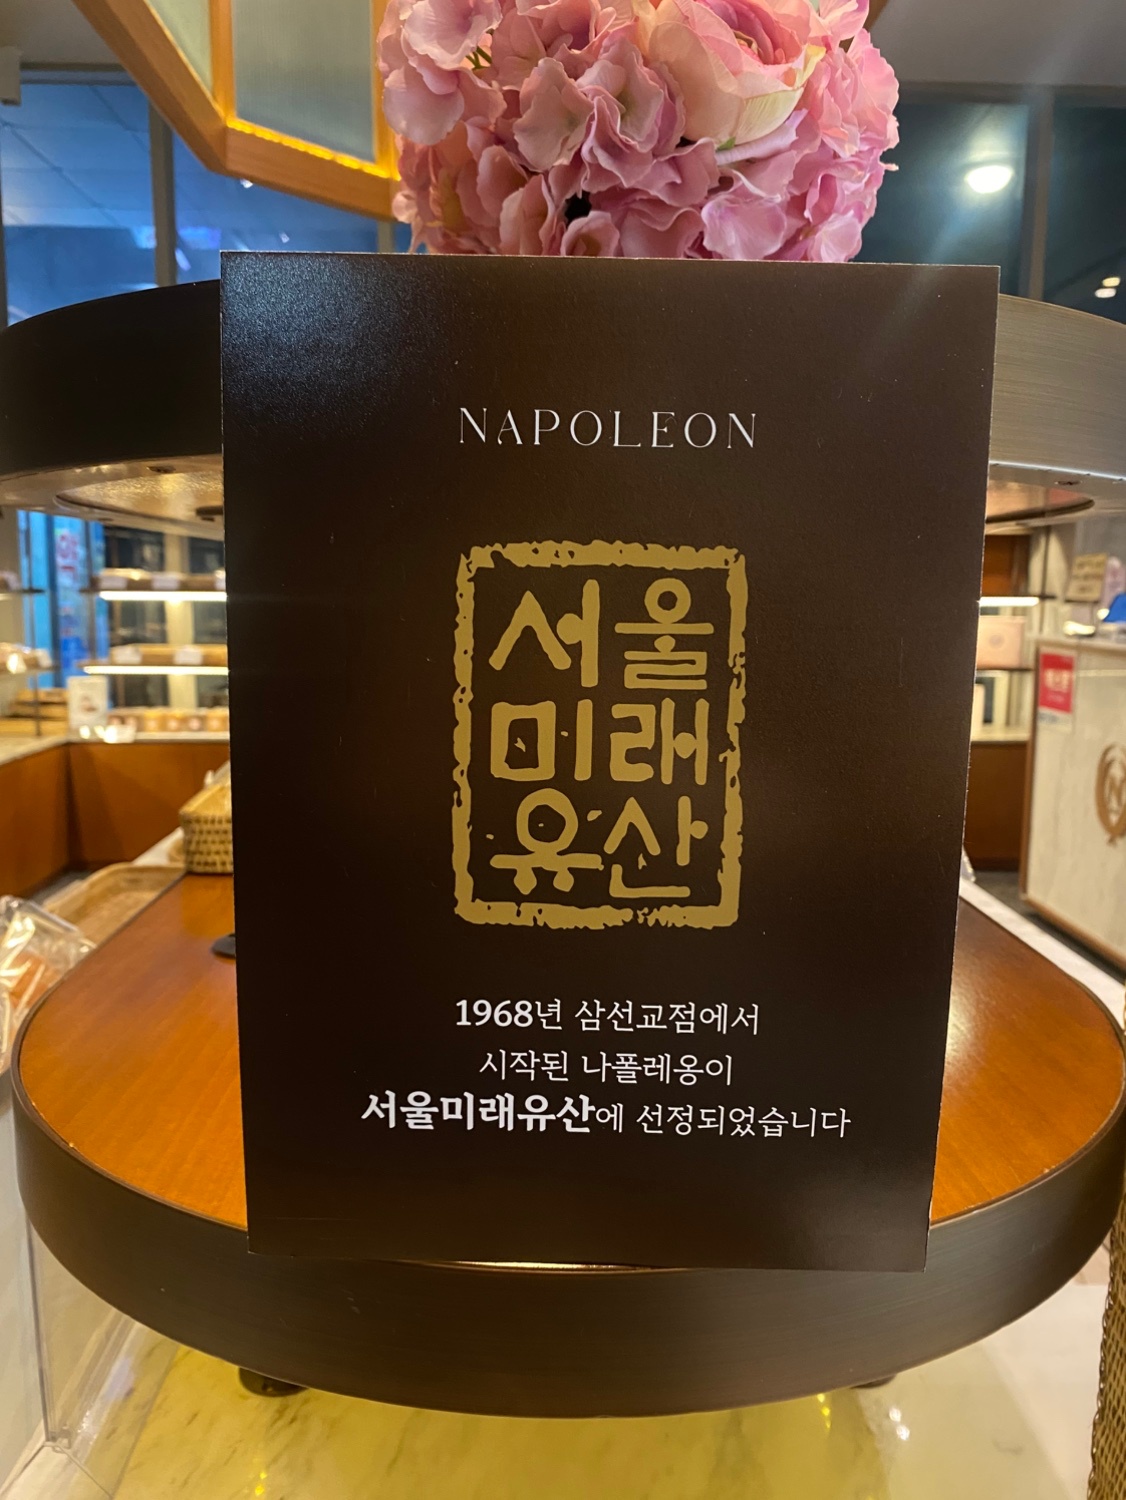 NAPOLEON
서울
미래
유산
1968년 삼선교점에서
시작된 나폴레옹이
서울미래유산에 선정되었습니다